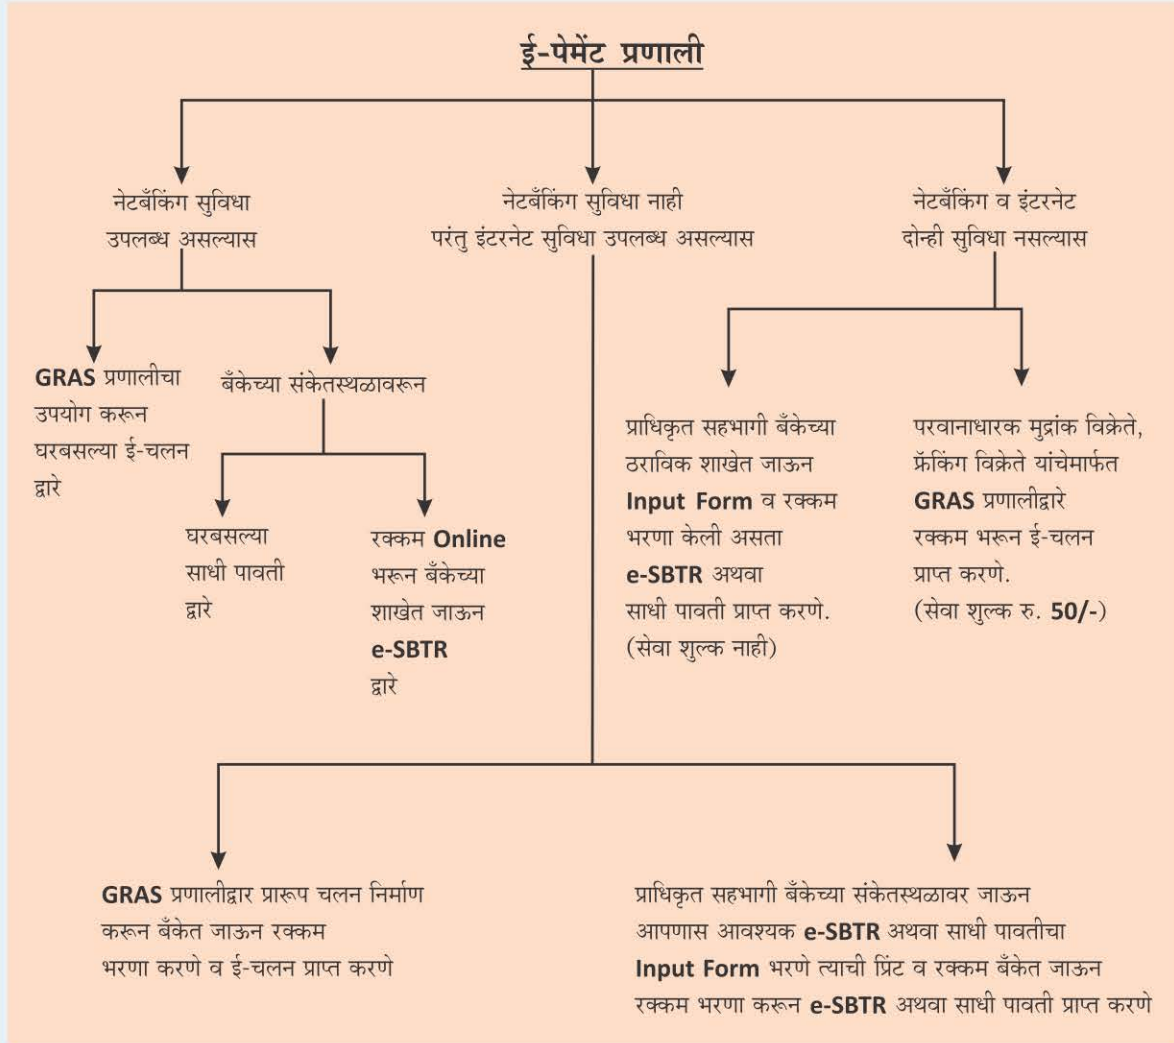 ई-पेमेंट प्रणाली
नेटबँकिंग सुविधा
उपलब्ध असल्यास
नेटबँकिंग सुविधा नाही
परंतु इंटरनेट सुविधा उपलब्ध असल्यास
नेटबँकिंग व इंटरनेट
दोन्ही सुविधा नसल्यास
GRAS प्रणालीचा
उपयोग करून
घरबसल्या ई-चलन
द्वारे
बँकेच्या संकेतस्थळावरून
घरबसल्या
साधी पावती
द्वारे
रक्कम Online
भरून बँकेच्या
शाखेत जाऊन
e-SBTR
द्वारे
प्राधिकृत सहभागी बँकेच्या
ठराविक शाखेत जाऊन
Input Form व रक्कम
भरणा केली असता
e-SBTR अथवा
साधी पावती प्राप्त करणे.
(सेवा शुल्क नाही)
परवानाधारक मुद्रांक विक्रेते,
फ्रॅकिंग विक्रेते यांचेमार्फत
GRAS प्रणालीद्वारे
रक्कम भरून ई-चलन
प्राप्त करणे.
(सेवा शुल्क रु. 50/-)
GRAS प्रणालीद्वार प्रारूप चलन निर्माण
करून बँकेत जाऊन रक्कम
भरणा करणे व ई-चलन प्राप्त करणे
प्राधिकृत सहभागी बँकेच्या संकेतस्थळावर जाऊन
आपणास आवश्यक e-SBTR अथवा साधी पावतीचा
Input Form भरणे त्याची प्रिंट व रक्कम बँकेत जाऊन
रक्कम भरणा करून e-SBTR अथवा साधी पावती प्राप्त करणे